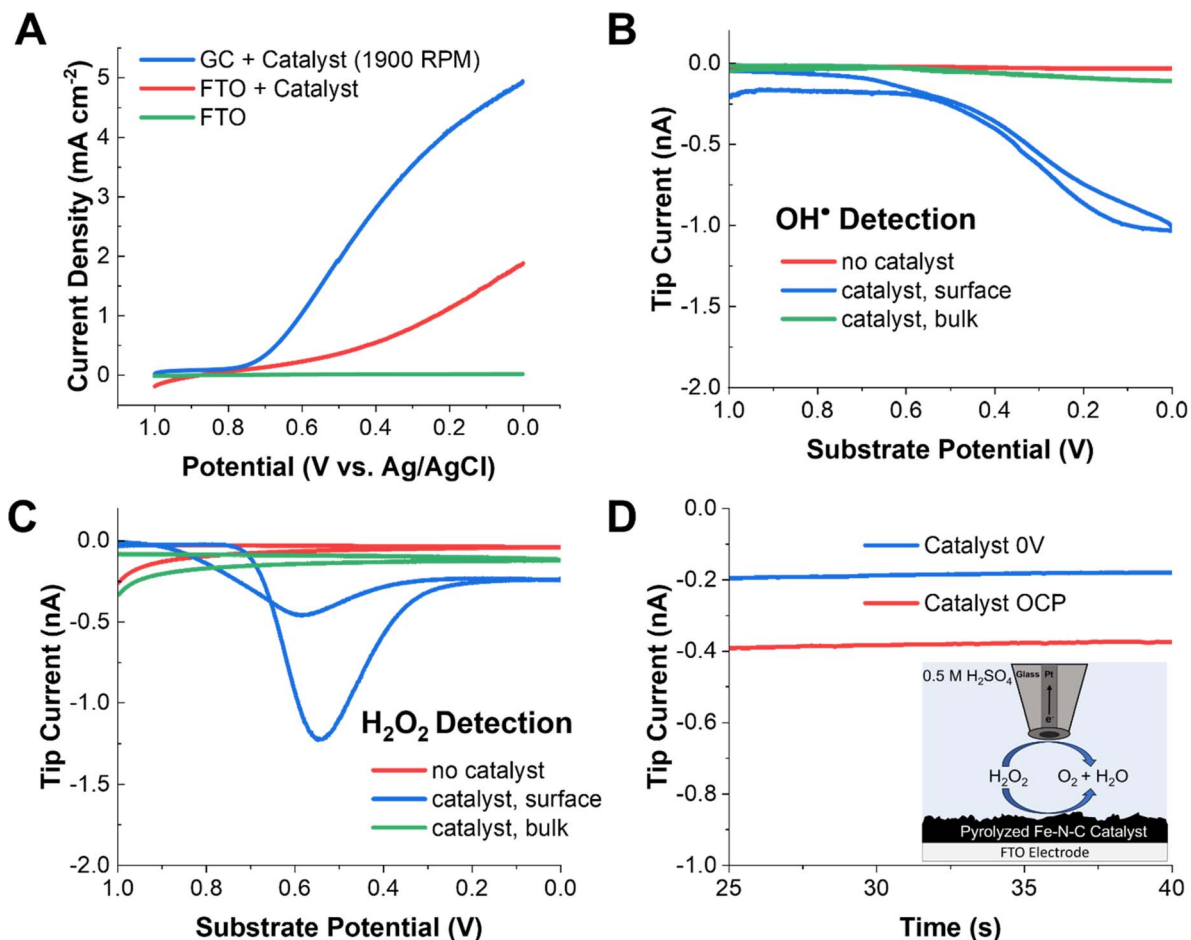 A
GC + Catalyst (1900 RPM)
FTO + Catalyst
FTO
Current Density (mA cm⁻²)
5
4
3
2
1
0
1.0 0.8 0.6 0.4 0.2 0.0
Potential (V vs. Ag/AgCl)
B
0.0
-0.5
-1.0
-1.5
-2.0
Tip Current (nA)
OH• Detection
no catalyst
catalyst, surface
catalyst, bulk
1.0 0.8 0.6 0.4 0.2 0.0
Substrate Potential (V)
C
0.0
-0.5
-1.0
-1.5
-2.0
Tip Current (nA)
H₂O₂ Detection
no catalyst
catalyst, surface
catalyst, bulk
1.0 0.8 0.6 0.4 0.2 0.0
Substrate Potential (V)
D
0.0
-0.2
-0.4
-0.6
-0.8
-1.0
Tip Current (nA)
Catalyst 0V
Catalyst OCP
0.5 M H₂SO₄
Glass Pt
e⁻
H₂O₂ O₂ + H₂O
Pyrolyzed Fe-N-C Catalyst
FTO Electrode
25 30 35 40
Time (s)